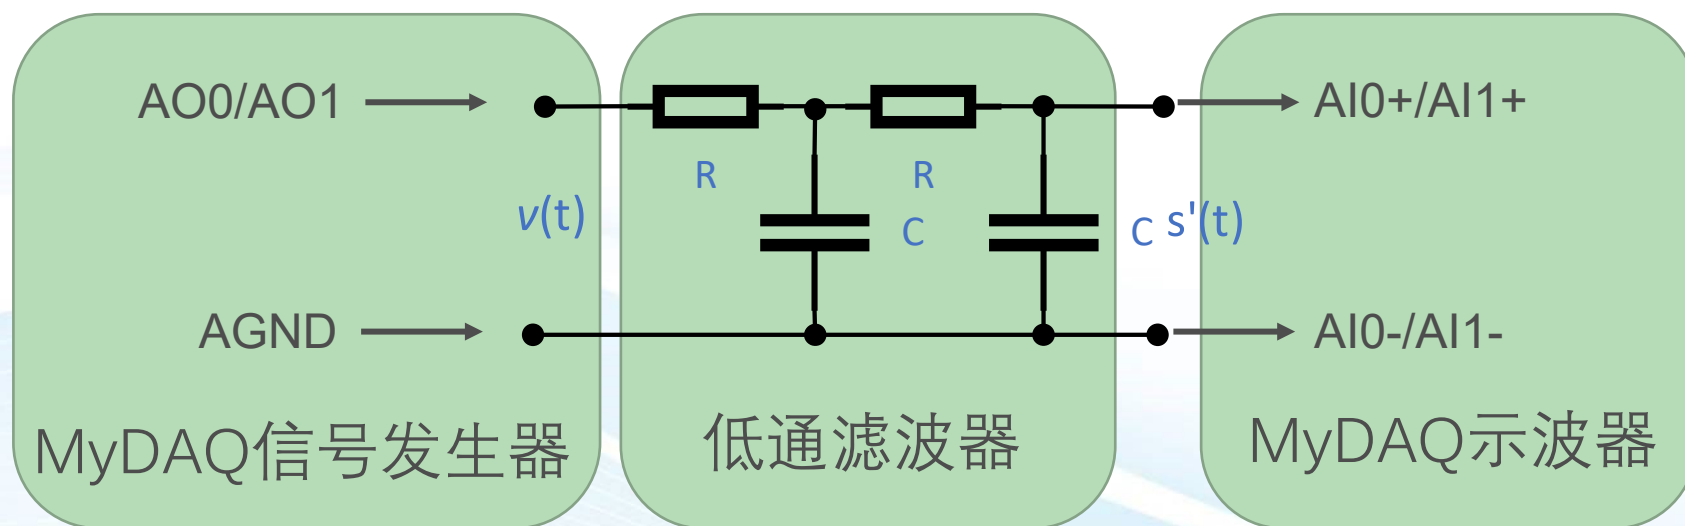 AO0/AO1
AI0+/AI1+
R
R
v(t)
C
C
s'(t)
AGND
AI0-/AI1-
MyDAQ信号发生器
低通滤波器
MyDAQ示波器